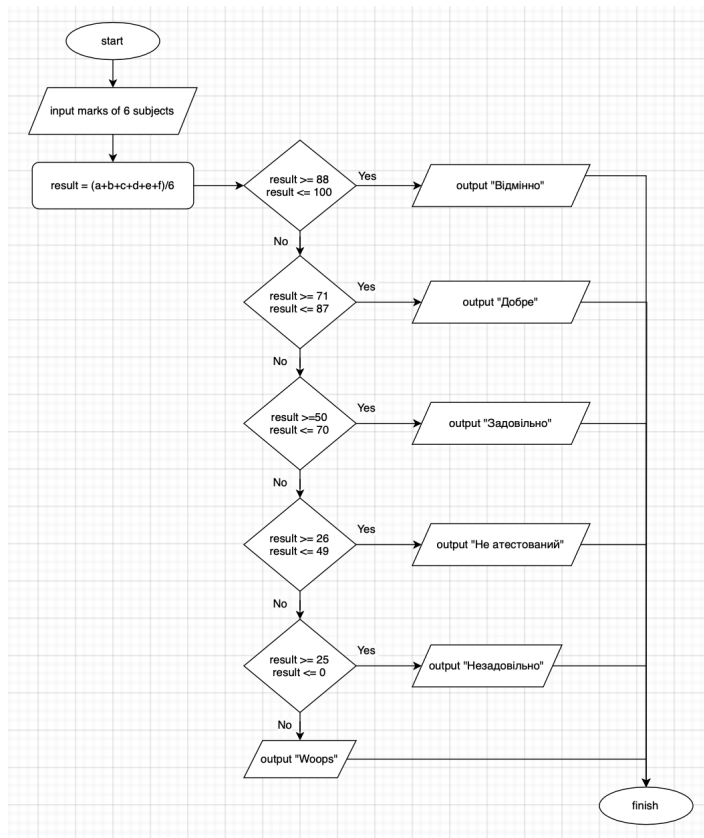 start
input marks of 6 subjects
result = (a+b+c+d+e+f)/6
result >= 88
result <= 100
Yes
output "Відмінно"
No
result >= 71
result <= 87
Yes
output "Добре"
No
result >=50
result <= 70
Yes
output "Задовільно"
No
result >= 26
result <= 49
Yes
output "Не атестований"
No
result >= 25
result <= 0
Yes
output "Незадовільно"
No
output "Woops"
finish